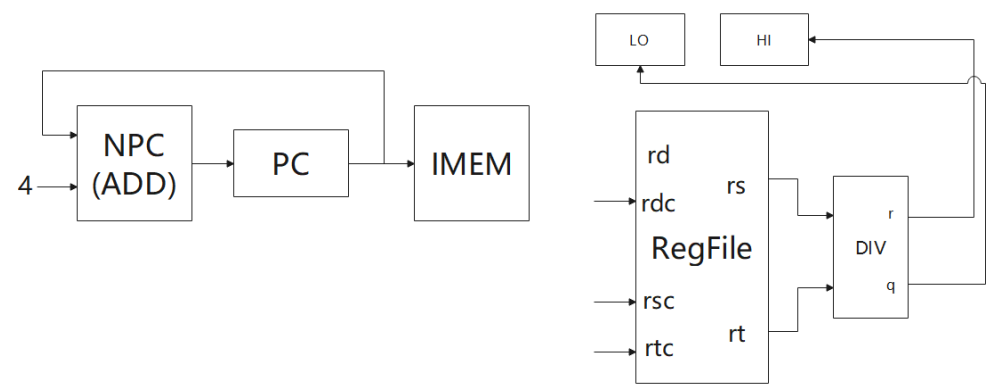 NPC
(ADD)
4
PC
IMEM
LO
HI
rd
rdc
rs
RegFile
rsc
rtc
rt
r
DIV
q